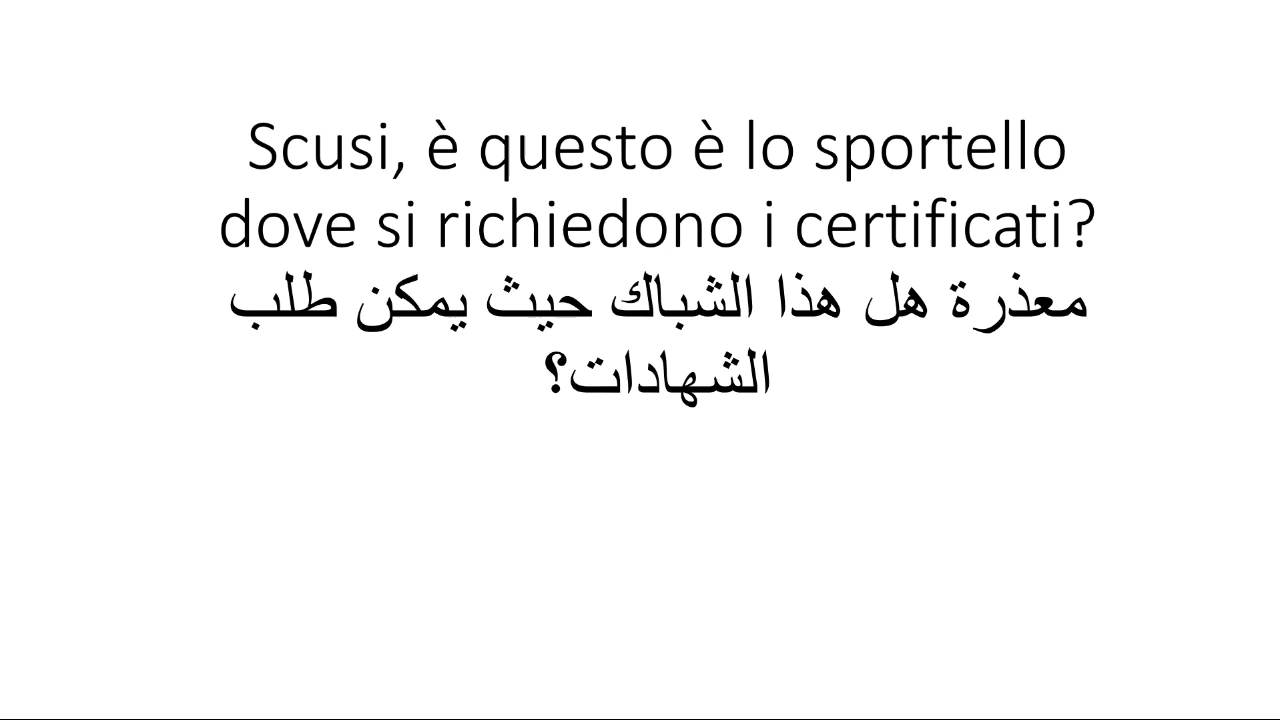 Scusi, è questo è lo sportello
dove si richiedono i certificati?
معذرة هل هذا الشباك حيث يمكن طلب
الشهادات؟